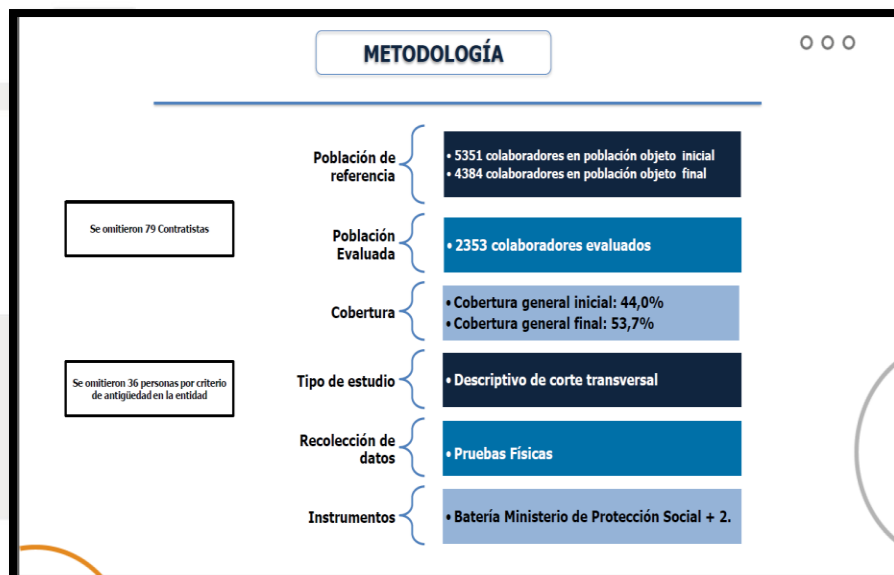 METODOLOGÍA
Población de
referencia
• 5351 colaboradores en población objeto inicial
• 4384 colaboradores en población objeto final
Se omitieron 79 Contratistas
Población
Evaluada
• 2353 colaboradores evaluados
Cobertura
• Cobertura general inicial: 44,0%
• Cobertura general final: 53,7%
Se omitieron 36 personas por criterio
de antigüedad en la entidad
Tipo de estudio
• Descriptivo de corte transversal
Recolección de
datos
• Pruebas Físicas
Instrumentos
• Batería Ministerio de Protección Social + 2.